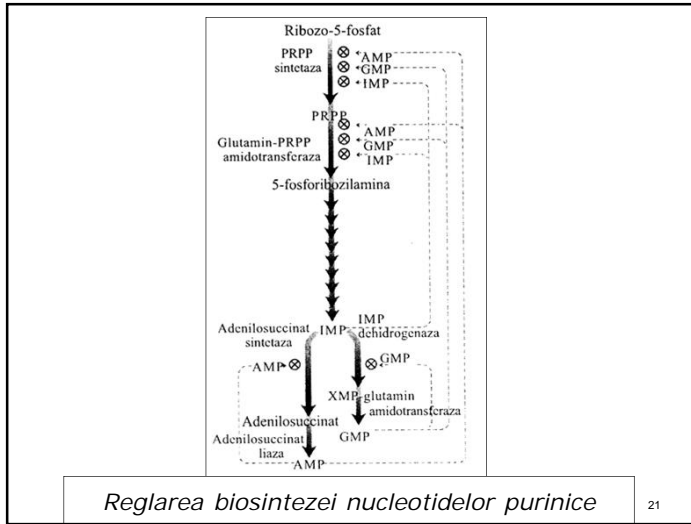 Ribozo-5-fosfat
PRPP
sintetaza
AMP
GMP
IMP
PRPP
Glutamin-PRPP
amidotransferaza
AMP
GMP
IMP
5-fosforibozilamina
Adenilosuccinat
sintetaza
IMP
IMP
dehidrogenaza
AMP
GMP
XMP-glutamin
amidotransferaza
Adenilosuccinat
Adenilosuccinat
liaza
GMP
AMP
Reglarea biosintezei nucleotidelor purinice
21